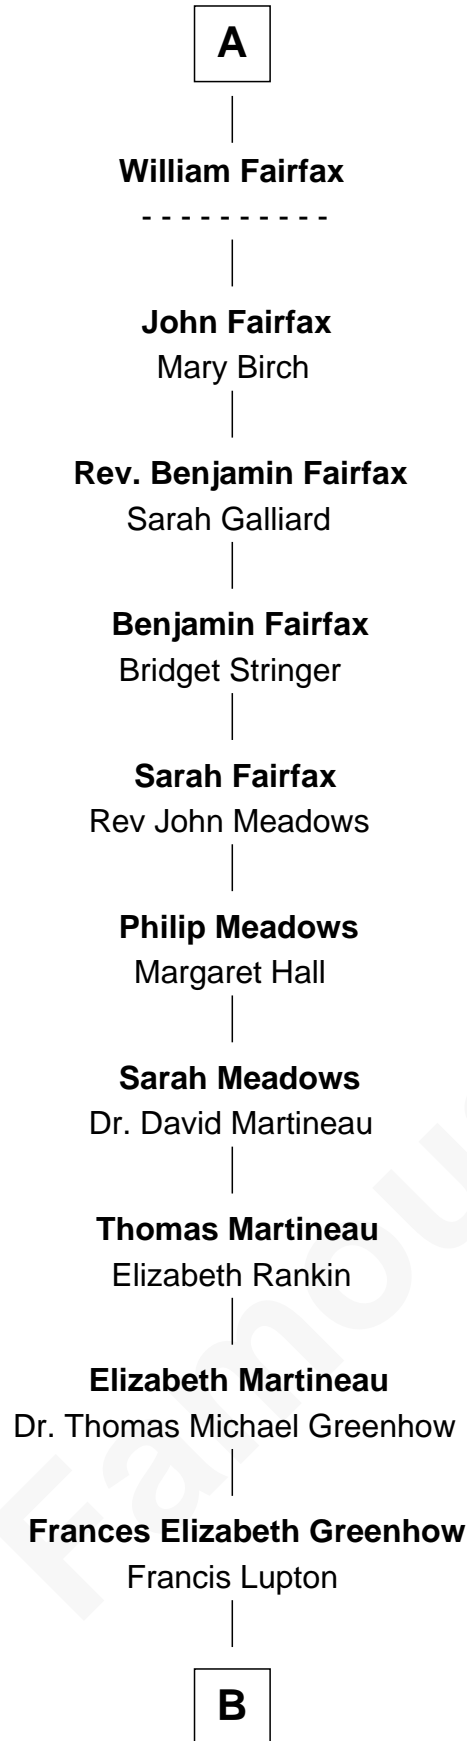 A
William Fairfax
- - - - - - - - - -
John Fairfax
Mary Birch
Rev. Benjamin Fairfax
Sarah Galliard
Benjamin Fairfax
Bridget Stringer
Sarah Fairfax
Rev John Meadows
Philip Meadows
Margaret Hall
Sarah Meadows
Dr. David Martineau
Thomas Martineau
Elizabeth Rankin
Elizabeth Martineau
Dr. Thomas Michael Greenhow
Frances Elizabeth Greenhow
Francis Lupton
B
Famou